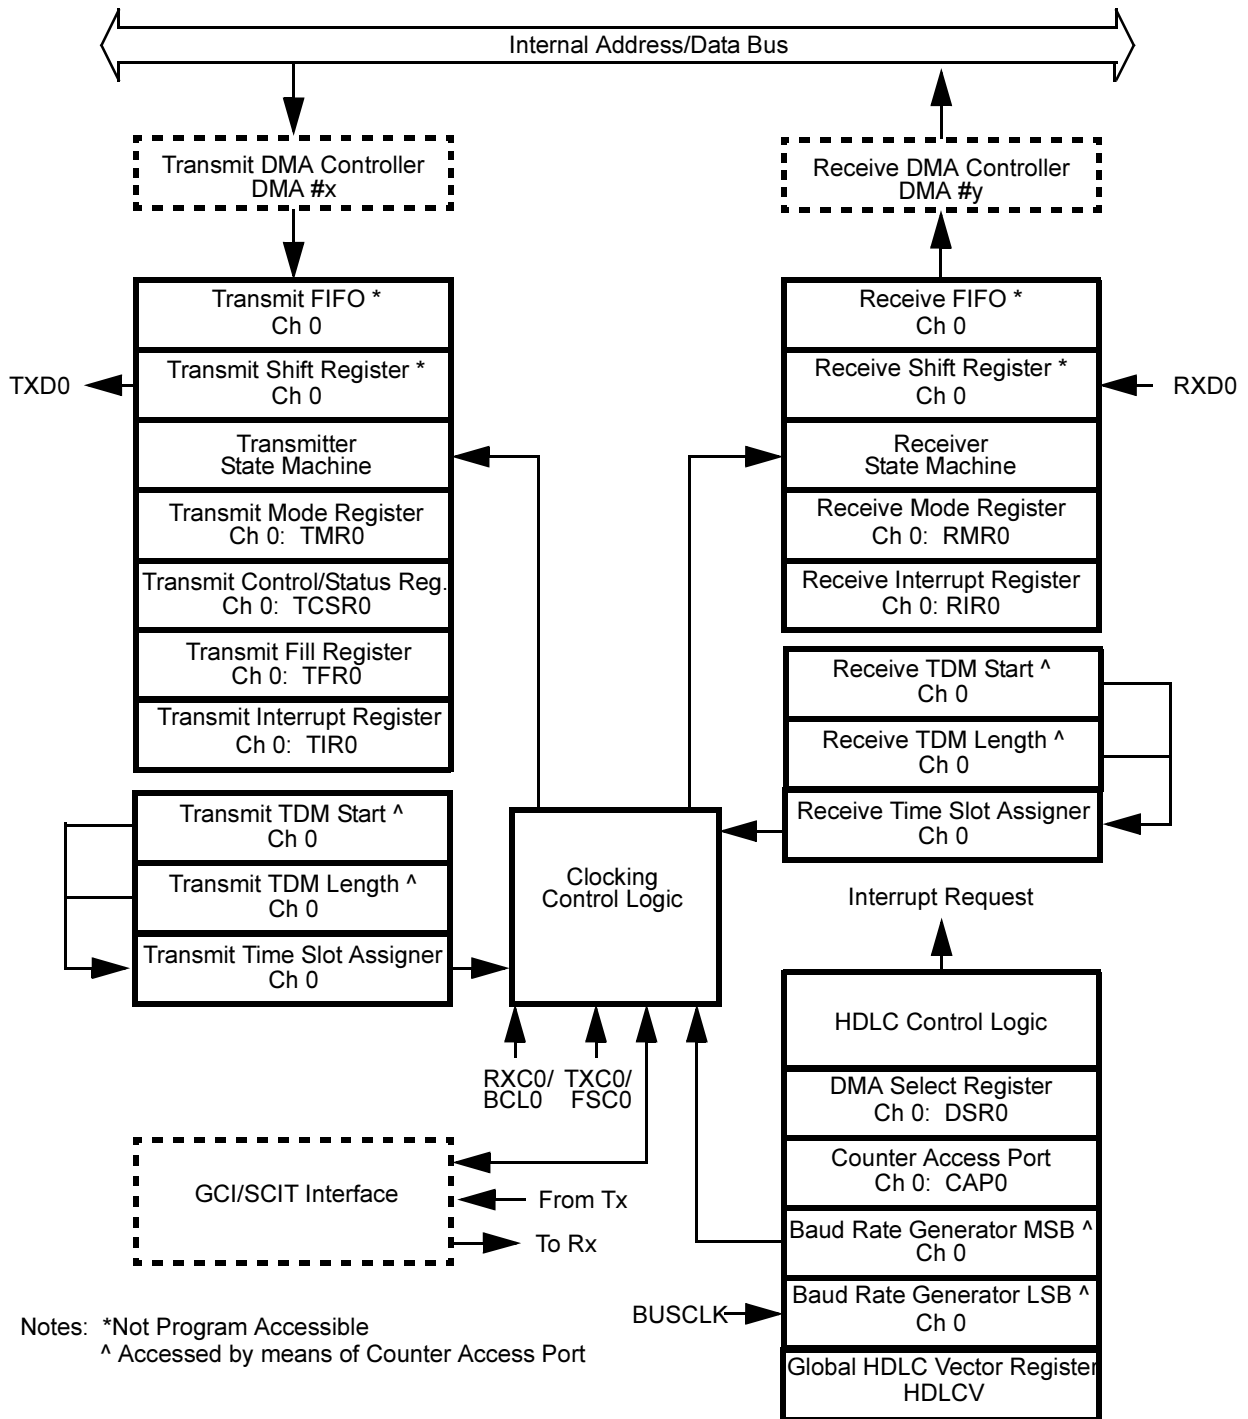 Internal Address/Data Bus
Transmit DMA Controller
DMA #x
Receive DMA Controller
DMA #y
Transmit FIFO *
Ch 0
Transmit Shift Register *
Ch 0
TXD0
Transmitter
State Machine
Transmit Mode Register
Ch 0: TMR0
Transmit Control/Status Reg.
Ch 0: TCSR0
Transmit Fill Register
Ch 0: TFR0
Transmit Interrupt Register
Ch 0: TIR0
Receive FIFO *
Ch 0
Receive Shift Register *
Ch 0
RXD0
Receiver
State Machine
Receive Mode Register
Ch 0: RMR0
Receive Interrupt Register
Ch 0: RIR0
Receive TDM Start ^
Ch 0
Receive TDM Length ^
Ch 0
Receive Time Slot Assigner
Ch 0
Transmit TDM Start ^
Ch 0
Transmit TDM Length ^
Ch 0
Transmit Time Slot Assigner
Ch 0
Clocking
Control Logic
RXC0/
BCL0
TXC0/
FSC0
Interrupt Request
HDLC Control Logic
DMA Select Register
Ch 0: DSR0
Counter Access Port
Ch 0: CAP0
Baud Rate Generator MSB ^
Ch 0
Baud Rate Generator LSB ^
Ch 0
BUSCLK
Global HDLC Vector Register
HDLCV
GCI/SCIT Interface
From Tx
To Rx
Notes: *Not Program Accessible
^ Accessed by means of Counter Access Port